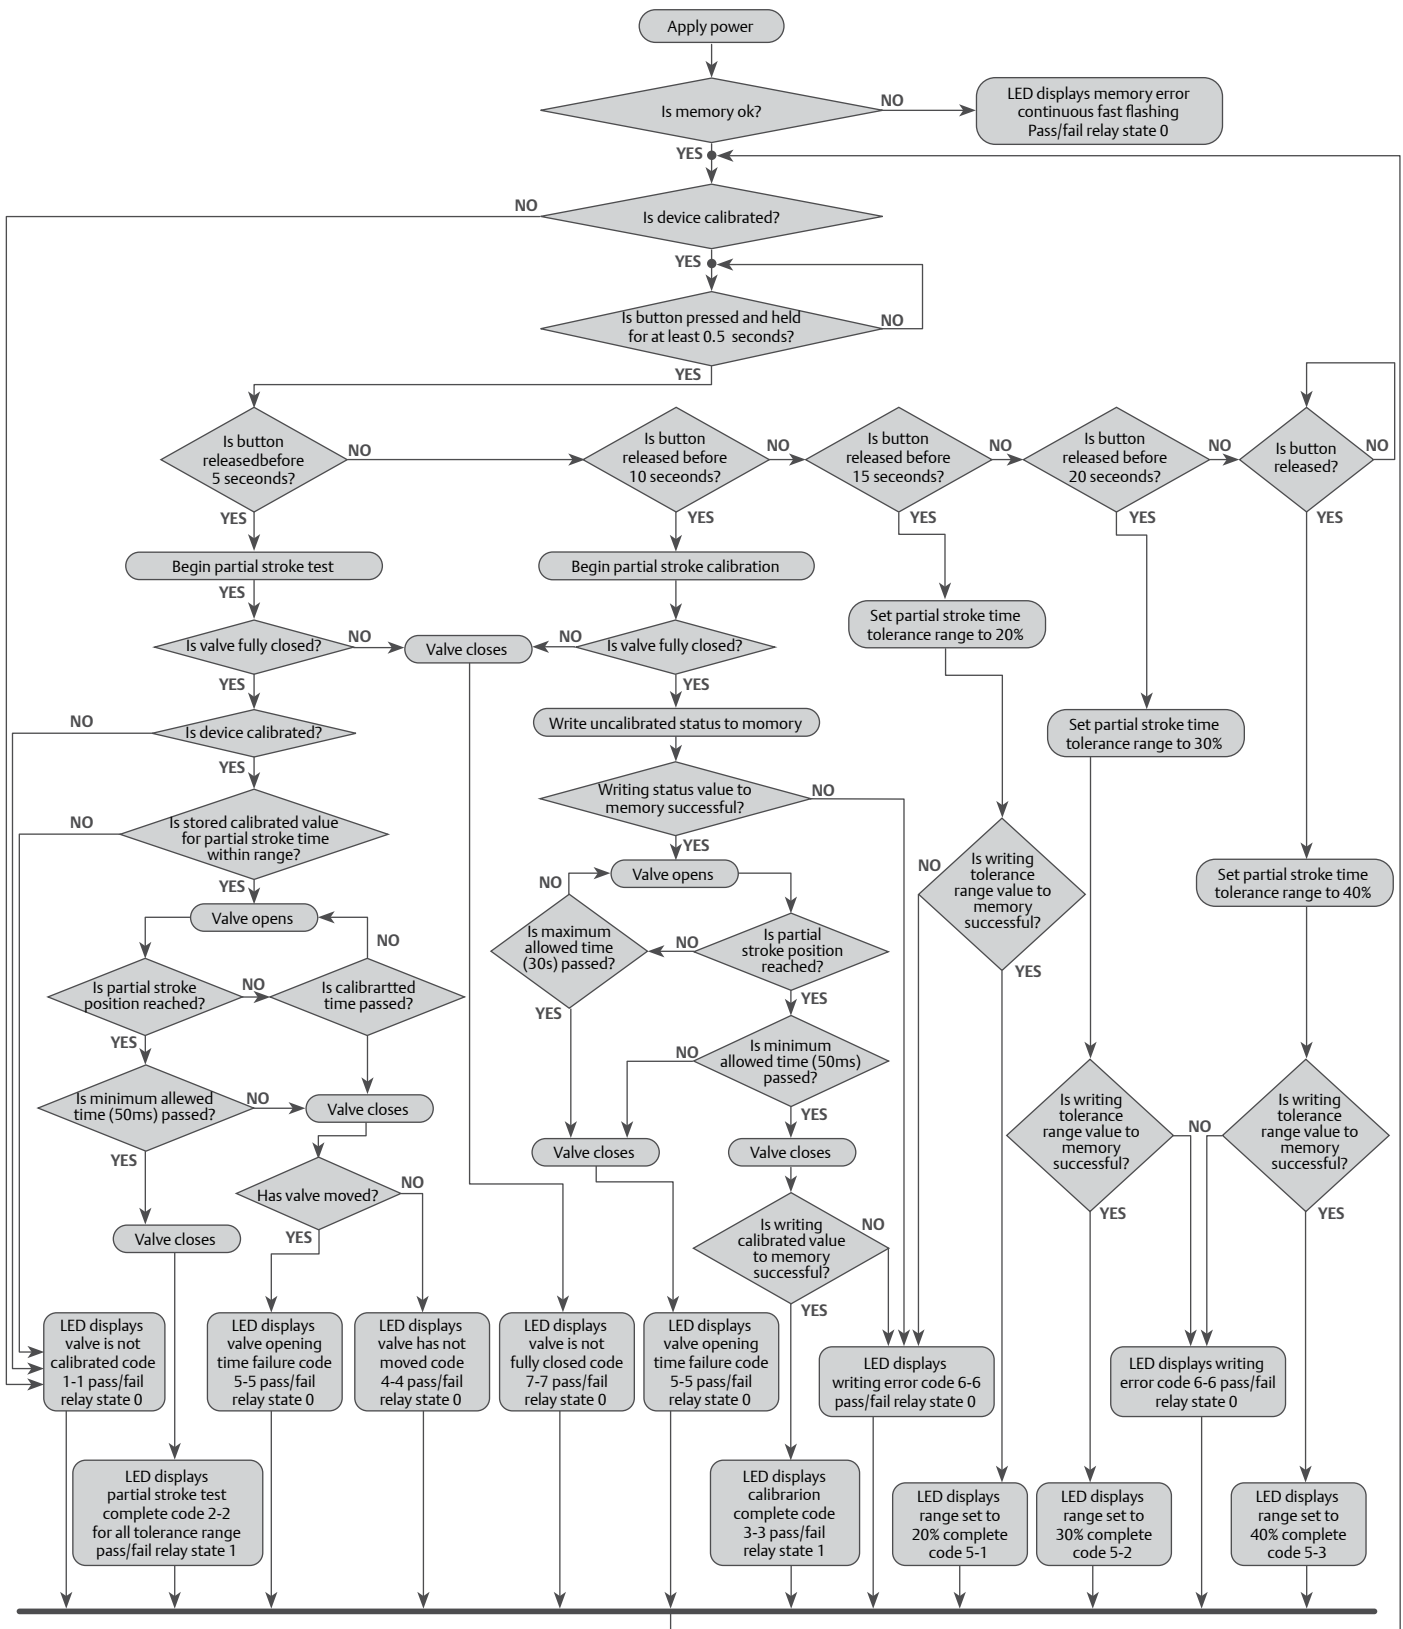 Apply power
Is memory ok?
NO
LED displays memory error
continuous fast flashing
Pass/fail relay state 0
YES
NO
Is device calibrated?
YES
Is button pressed and held
for at least 0.5 seconds?
NO
YES
Is button
releasedbefore
5 seceonds?
NO
Is button
released before
10 seceonds?
NO
Is button
released before
15 seceonds?
NO
Is button
released before
20 seceonds?
NO
Is button
released?
NO
YES
YES
YES
YES
YES
Begin partial stroke test
Begin partial stroke calibration
YES
Set partial stroke time
tolerance range to 20%
Is valve fully closed?
NO
Valve closes
NO
Is valve fully closed?
YES
YES
NO
Is device calibrated?
Write uncalibrated status to momory
Set partial stroke time
tolerance range to 30%
YES
Writing status value to
memory successful?
NO
NO
Is stored calibrated value
for partial stroke time
within range?
YES
YES
Valve opens
NO
Valve opens
NO
Is writing
tolerance
range value to
memory
successful?
YES
Set partial stroke time
tolerance range to 40%
NO
Is maximum
allowed time
(30s) passed?
NO
Is partial
stroke position
reached?
Is partial stroke
position reached?
NO
Is calibrartted
time passed?
YES
YES
YES
NO
Is minimum
allowed time (50ms)
passed?
Is minimum allewed
time (50ms) passed?
NO
Valve closes
YES
Is writing
tolerance
range value to
memory
successful?
NO
Is writing
tolerance
range value to
memory
successful?
YES
Valve closes
Valve closes
Has valve moved?
NO
YES
YES
YES
Valve closes
Is writing
calibrated value
to memory
successful?
NO
YES
LED displays
valve is not
calibrated code
1-1 pass/fail
relay state 0
LED displays
valve opening
time failure code
5-5 pass/fail
relay state 0
LED displays
valve has not
moved code
4-4 pass/fail
relay state 0
LED displays
valve is not
fully closed code
7-7 pass/fail
relay state 0
LED displays
valve opening
time failure code
5-5 pass/fail
relay state 0
LED displays
writing error code 6-6
pass/fail relay state 0
LED displays writing
error code 6-6 pass/fail
relay state 0
LED displays
partial stroke test
complete code 2-2
for all tolerance range
pass/fail relay state 1
LED displays
calibrarion
complete code
3-3 pass/fail
relay state 1
LED displays
range set to
20% complete
code 5-1
LED displays
range set to
30% complete
code 5-2
LED displays
range set to
40% complete
code 5-3